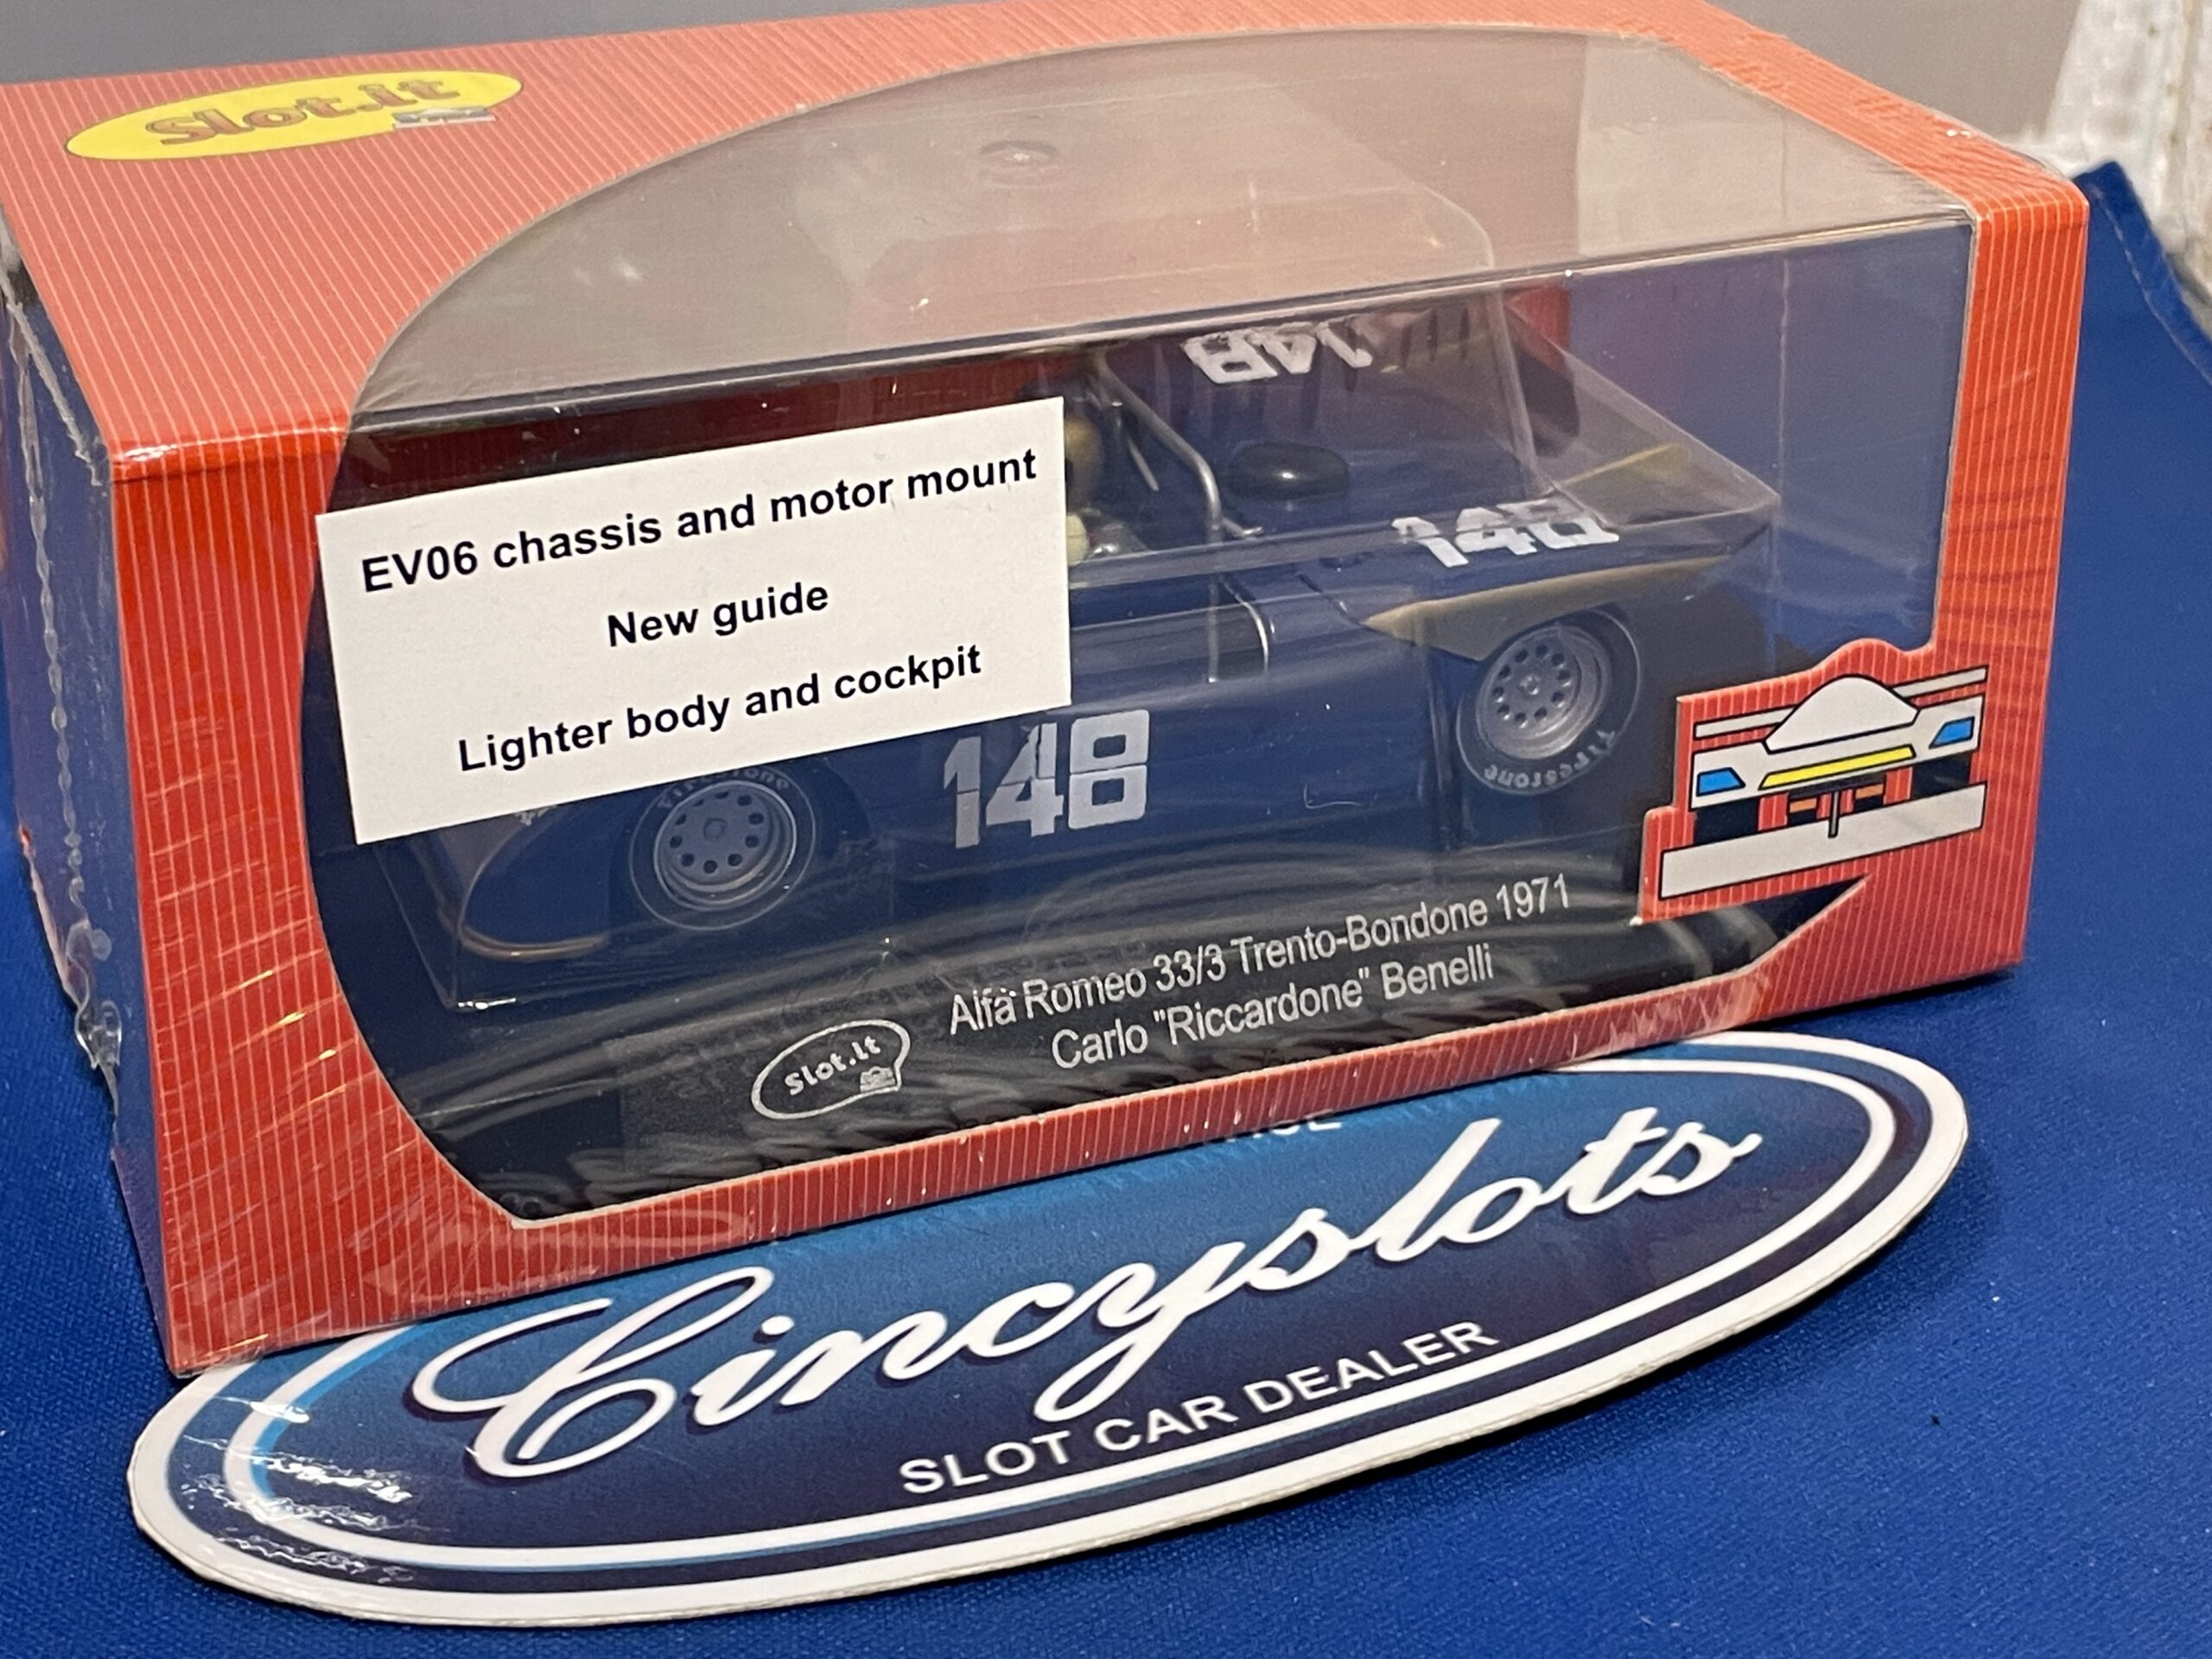 Slot.it
148
148
EV06 chassis and motor mount
New guide
Lighter body and cockpit
148
Firestone
Firestone
Alfa Romeo 33/3 Trento-Bondone 1971
Carlo "Riccardone" Benelli
Slot.it
Cincyslots
SLOT CAR DEALER